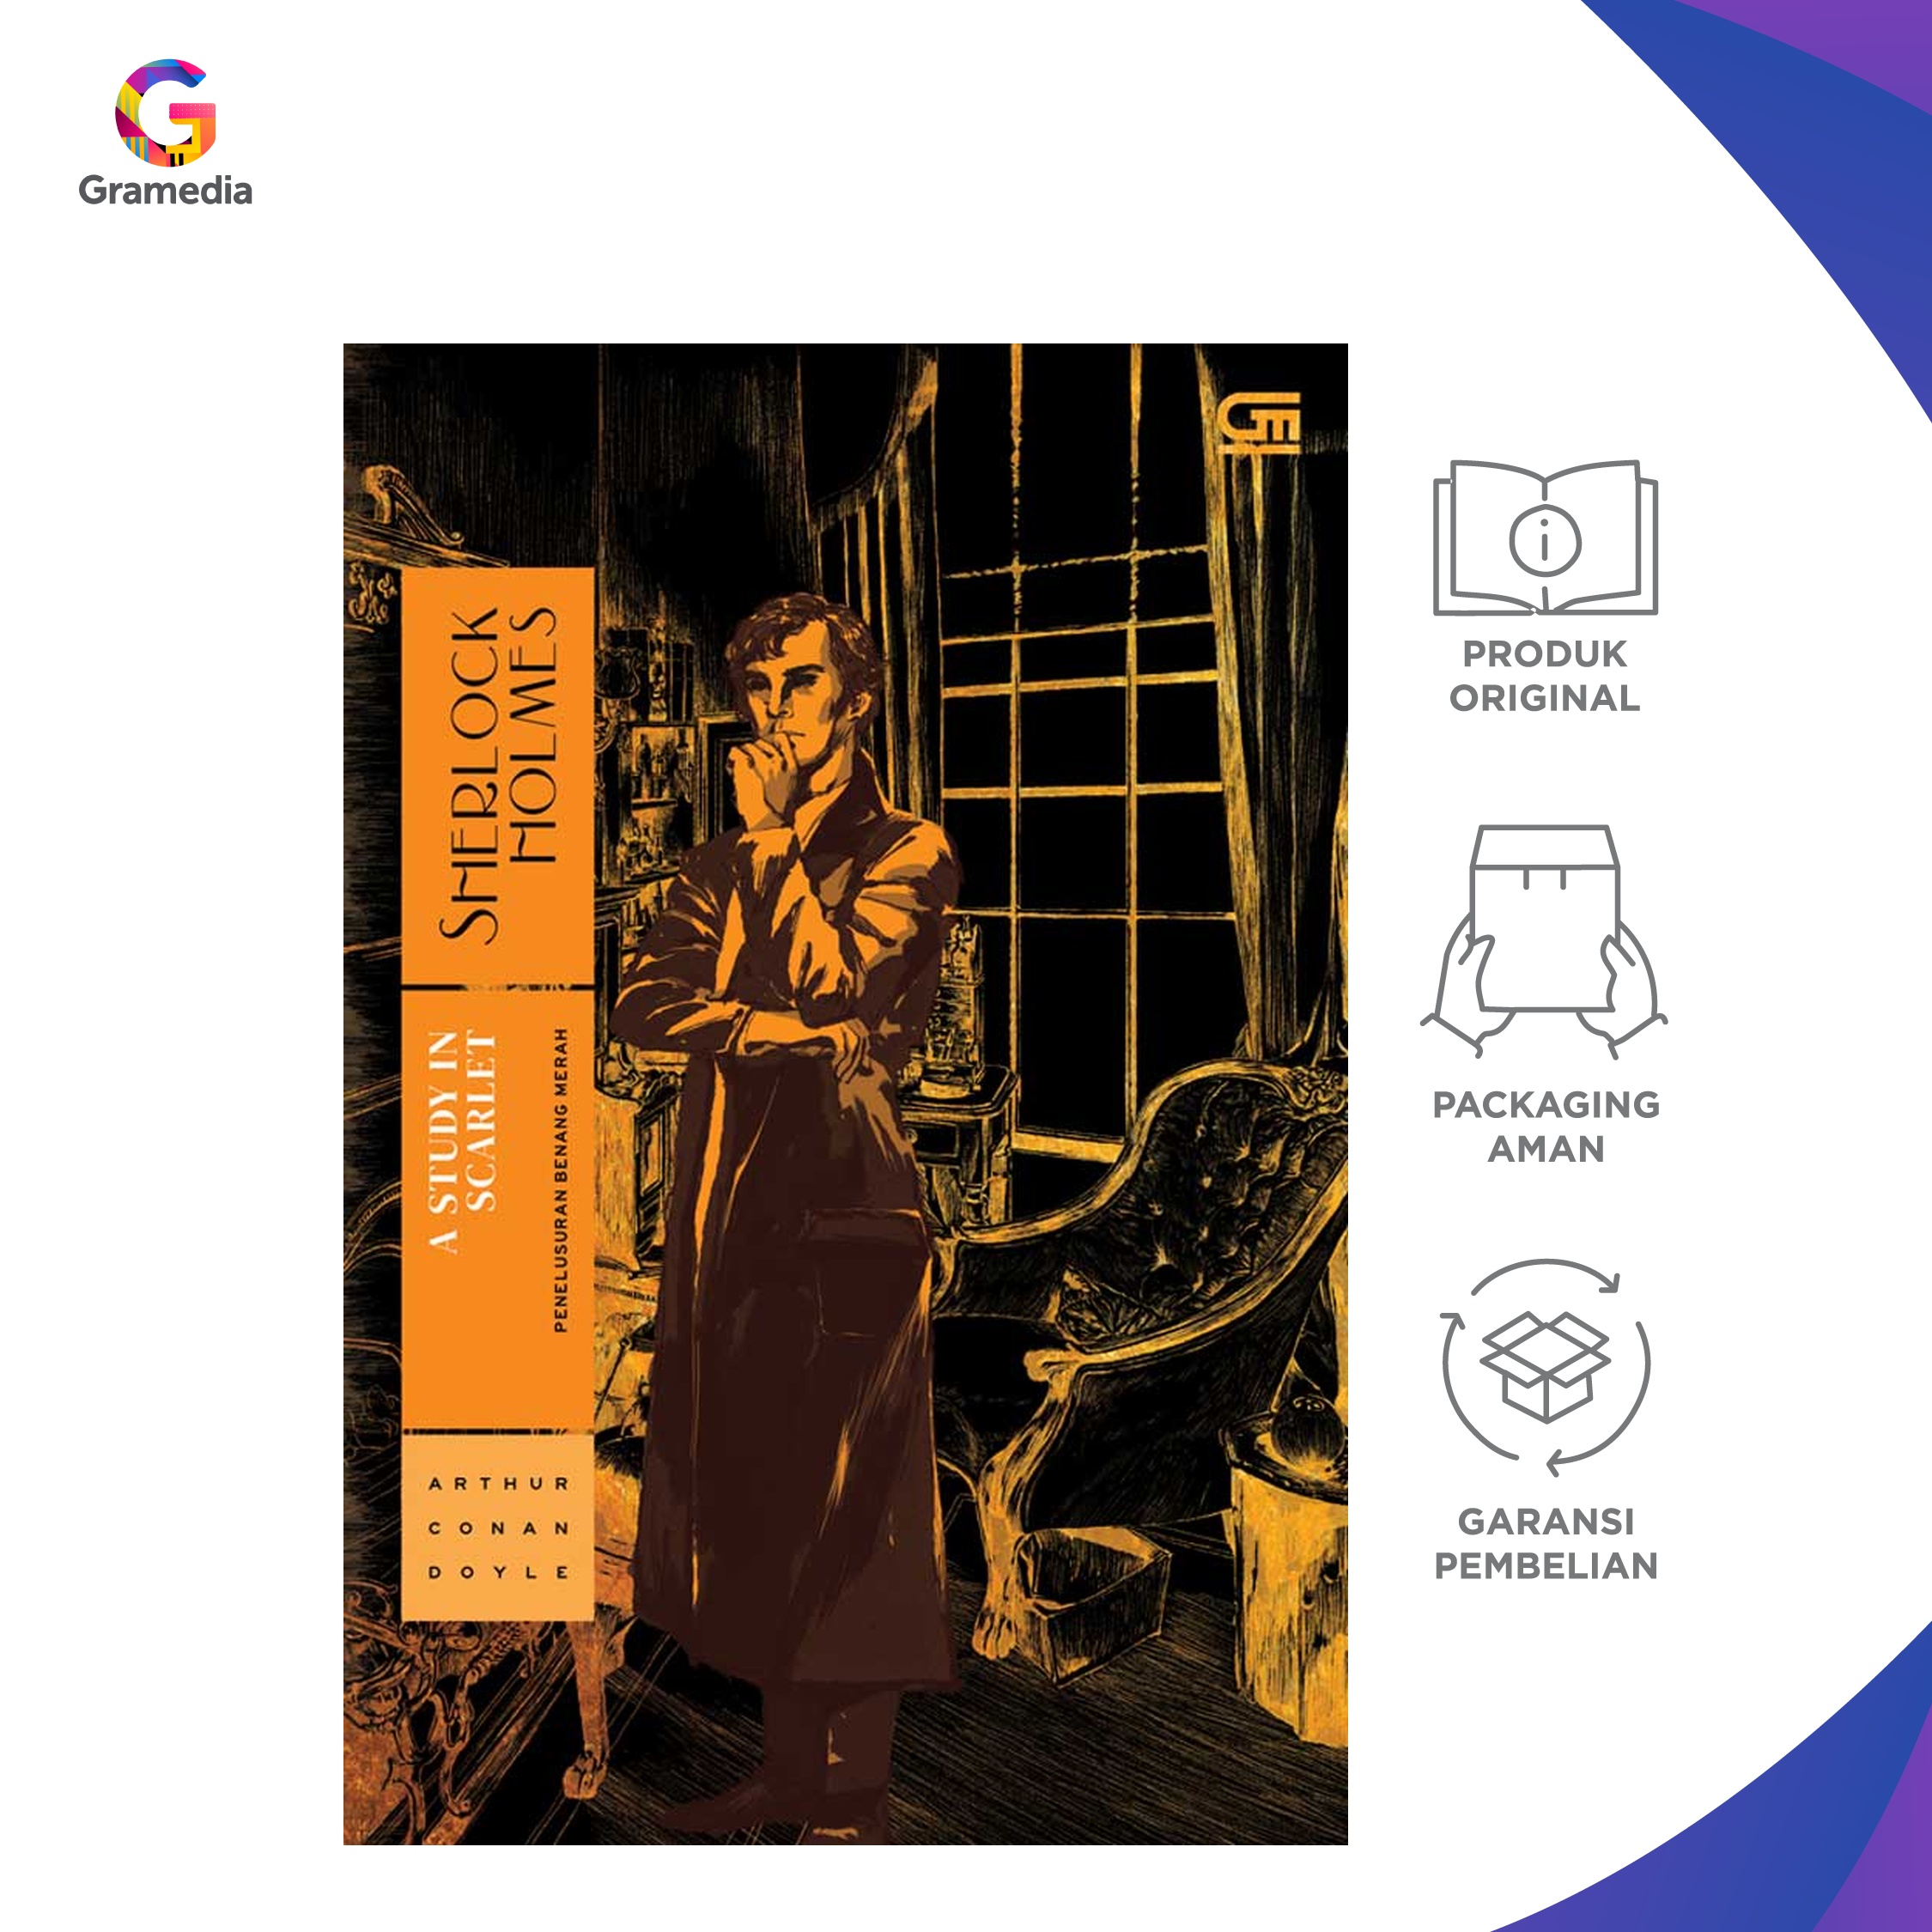 Gramedia
SHERLOCK
HOLMES
A STUDY IN
SCARLET
PENELUSURAN BENANG MERAH
ARTHUR
CONAN
DOYLE
PRODUK
ORIGINAL
PACKAGING
AMAN
GARANSI
PEMBELIAN